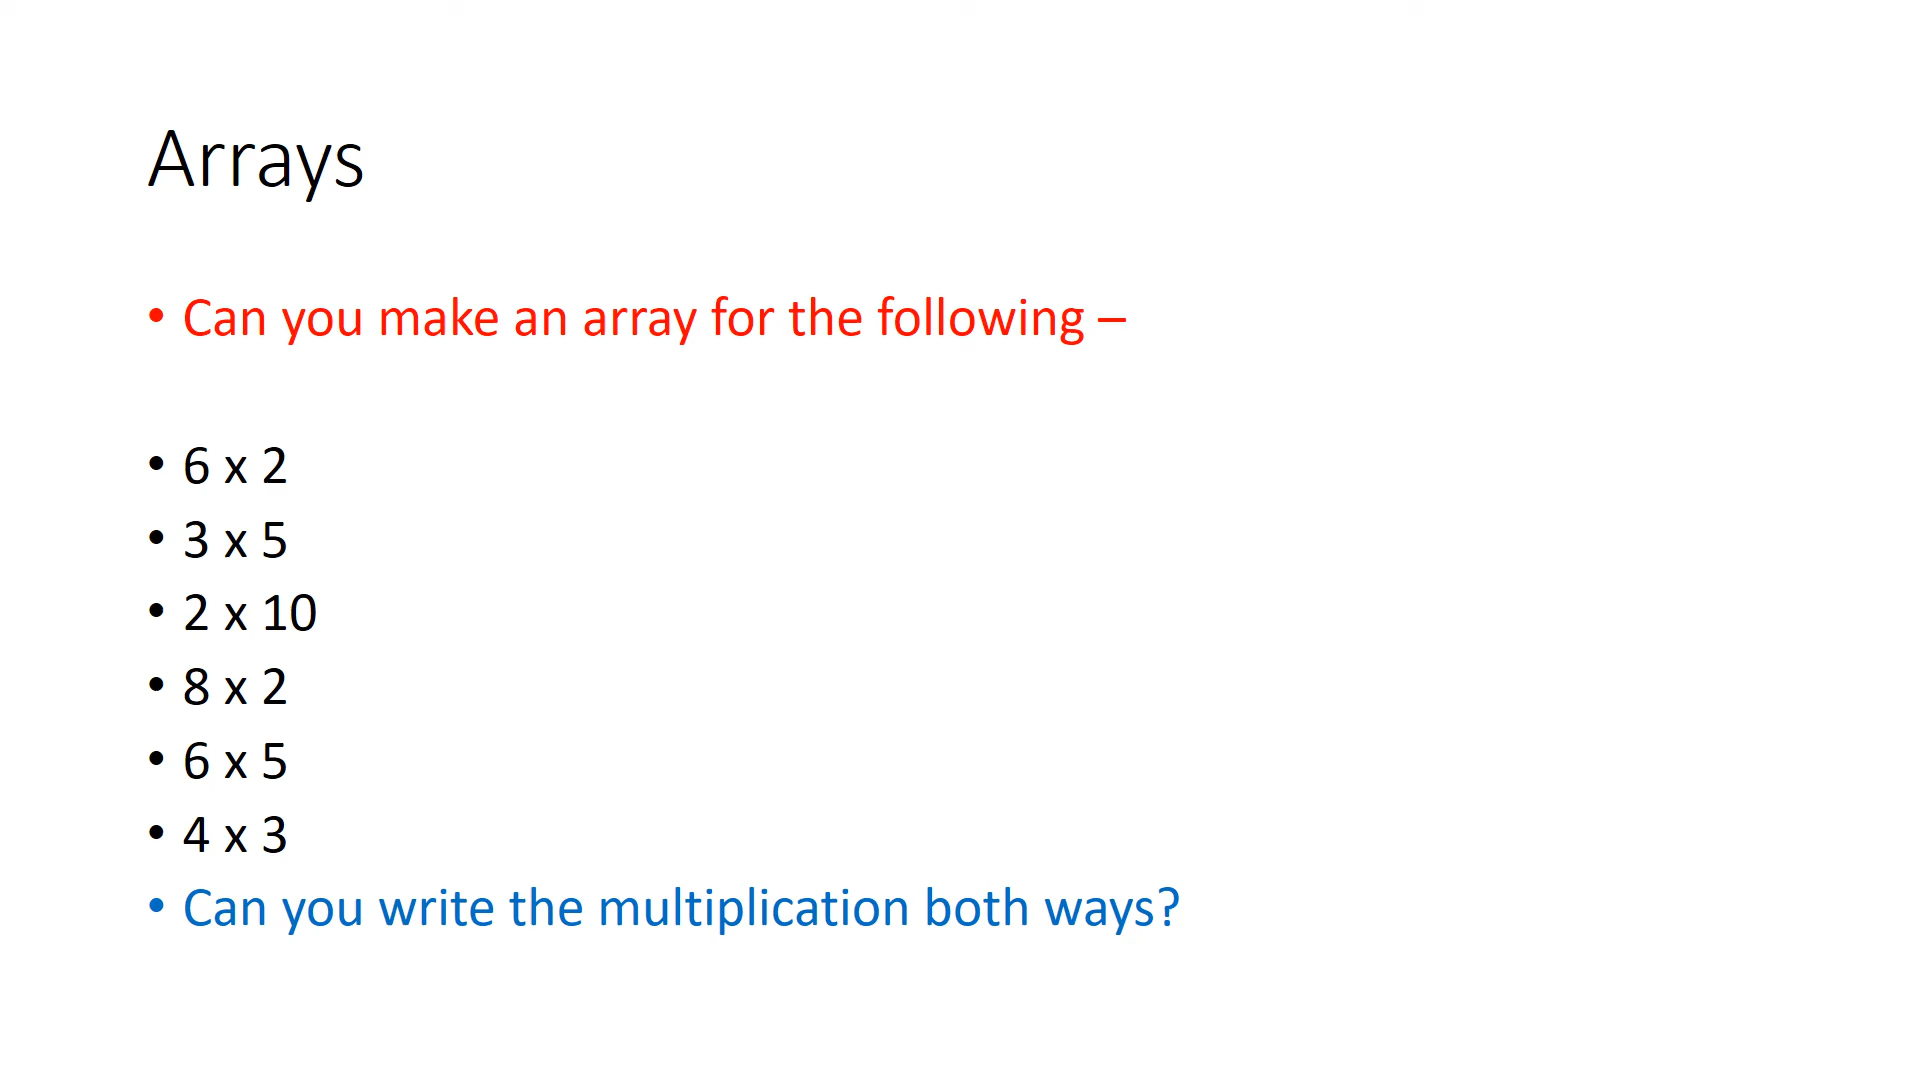 Arrays
• Can you make an array for the following –
• 6 x 2
• 3 x 5
• 2 x 10
• 8 x 2
• 6 x 5
• 4 x 3
• Can you write the multiplication both ways?